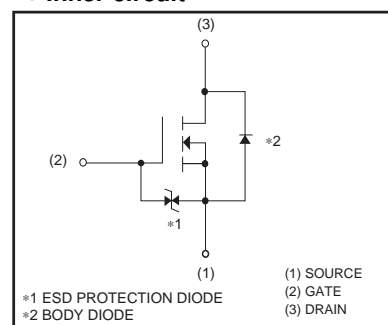 Inner circuit
(3)
(2)
∗2
∗1
(1)
∗1 ESD PROTECTION DIODE
∗2 BODY DIODE
(1) SOURCE
(2) GATE
(3) DRAIN